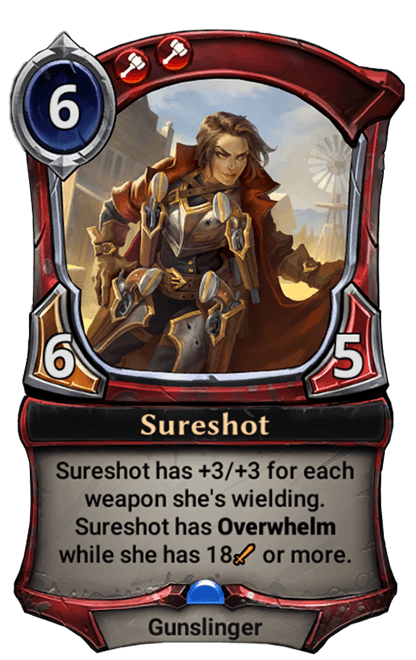 6
6
5
Sureshot
Sureshot has +3/+3 for each
weapon she's wielding.
Sureshot has Overwhelm
while she has 18 or more.
Gunslinger